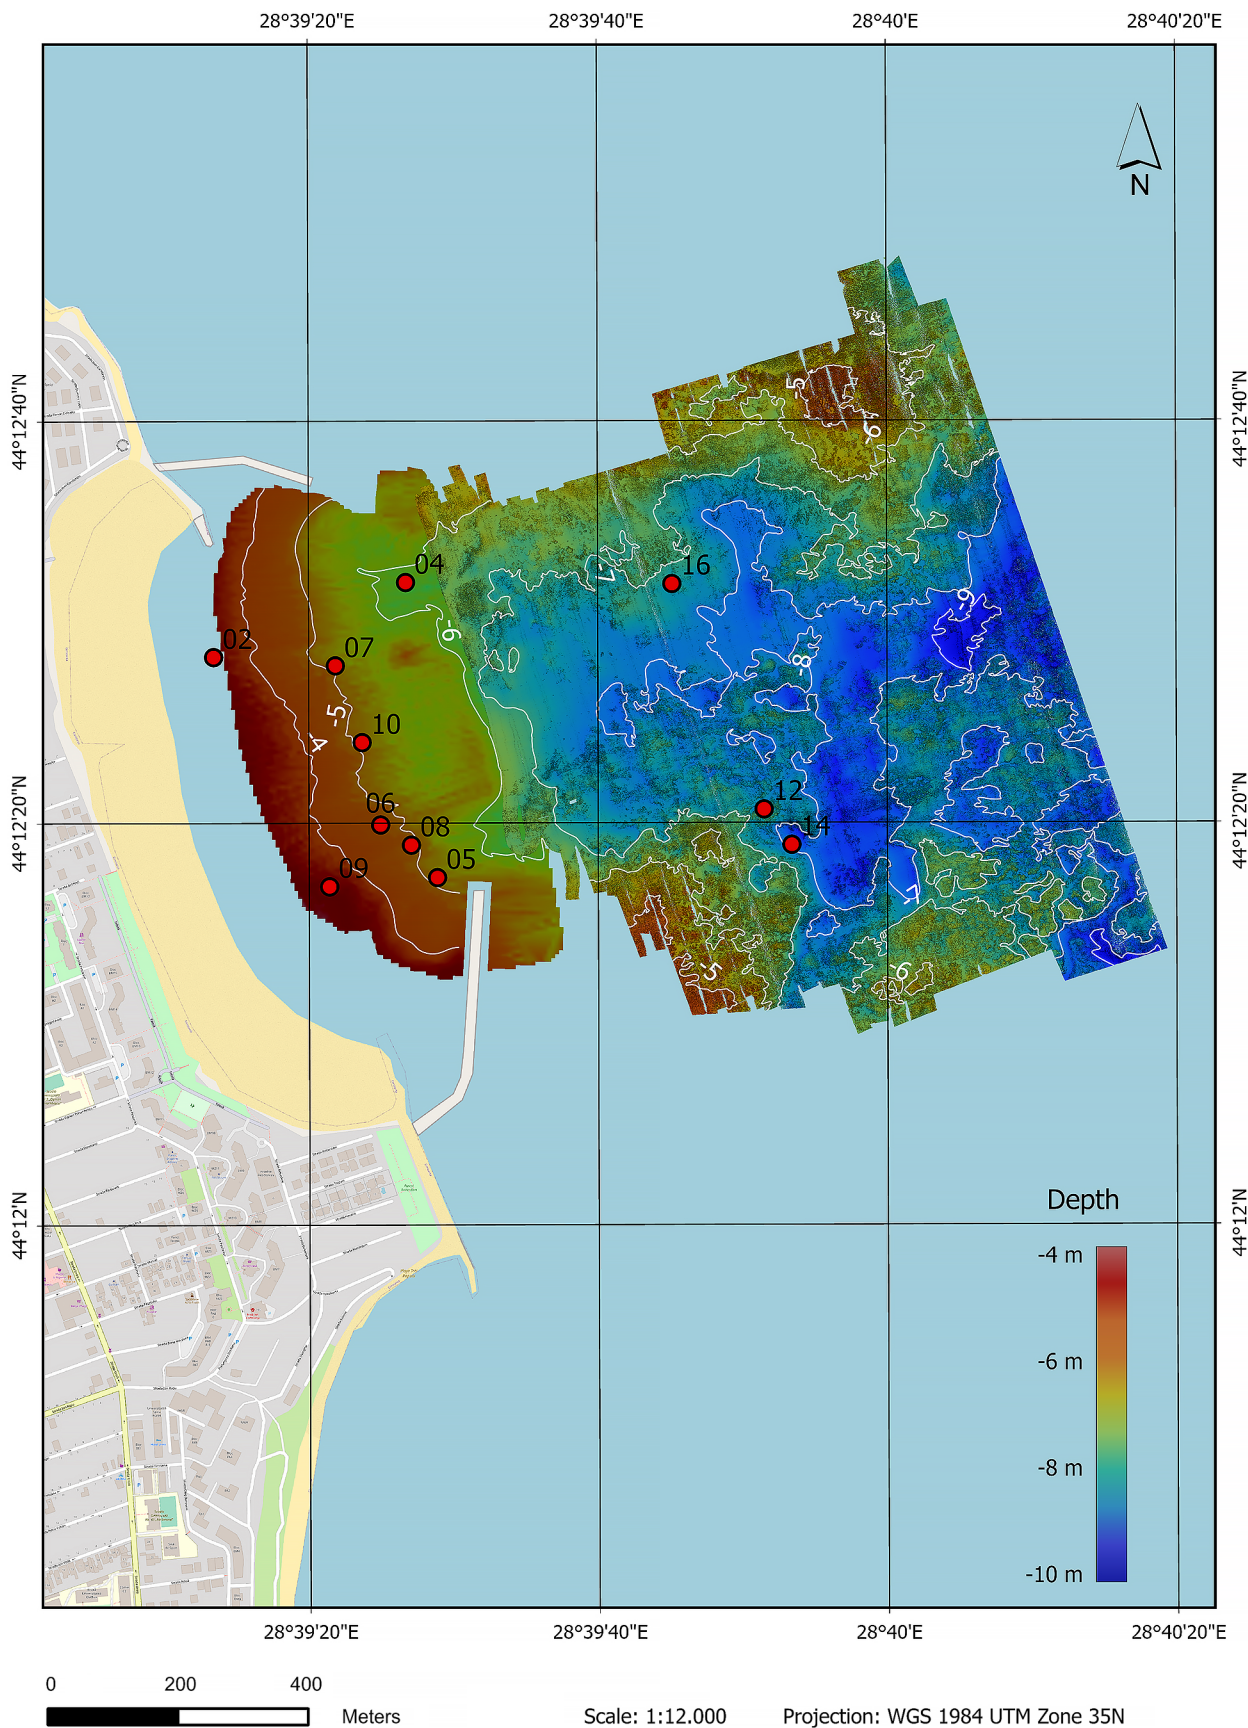 28°39'20"E 28°39'40"E 28°40'E 28°40'20"E
N
44°12'40"N 44°12'40"N
-5
-6
04
16
-7
-6
-9
02
07
-8
-5
10
-4
12
06
44°12'20"N 44°12'20"N
08
14
05
09
-7
-5
-6
44°12'N 44°12'N
Depth
-4 m
-6 m
-8 m
-10 m
28°39'20"E 28°39'40"E 28°40'E 28°40'20"E
0 200 400
Meters
Scale: 1:12.000
Projection: WGS 1984 UTM Zone 35N